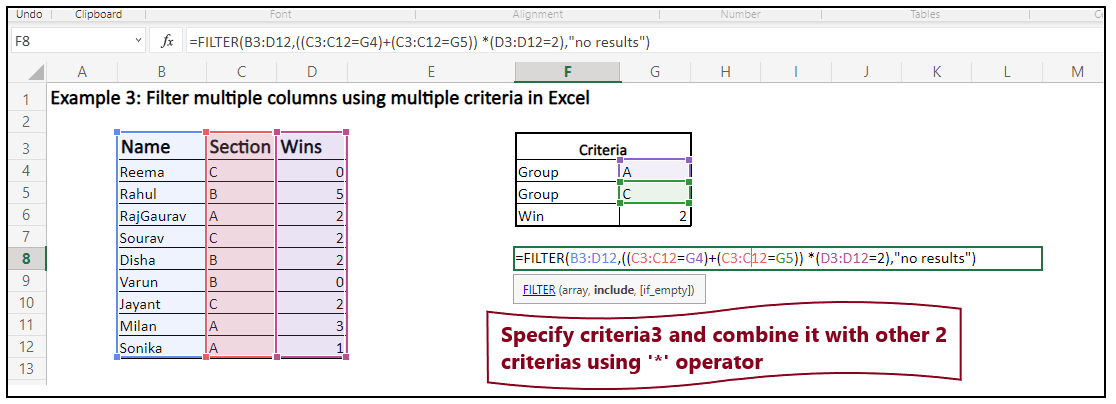 Undo Clipboard Font Alignment Number Tables
F8 fx =FILTER(B3:D12,((C3:C12=G4)+(C3:C12=G5)) *(D3:D12=2),"no results")
A B C D E F G H I J K L M
1 Example 3: Filter multiple columns using multiple criteria in Excel
2
3 Name Section Wins Criteria
4 Reema C 0 Group A
5 Rahul B 5 Group C
6 RajGaurav A 2 Win 2
7 Sourav C 2
8 Disha B 2 =FILTER(B3:D12,((C3:C12=G4)+(C3:C12=G5)) *(D3:D12=2),"no results")
9 Varun B 0 FILTER (array, include, [if_empty])
10 Jayant C 2
11 Milan A 3 Specify criteria3 and combine it with other 2
12 Sonika A 1 criterias using '*' operator
13